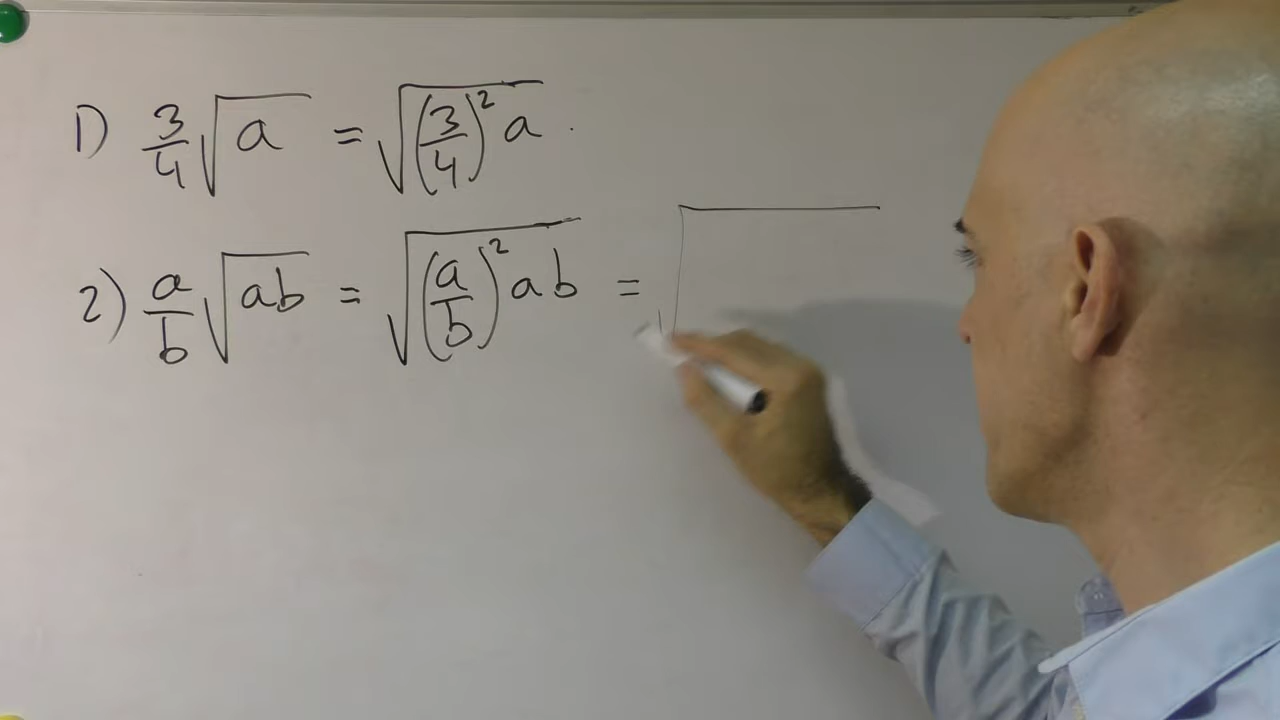 1) 3/4 √a = √(3/4)² a .
2) a/b √ab = √(a/b)² ab = √